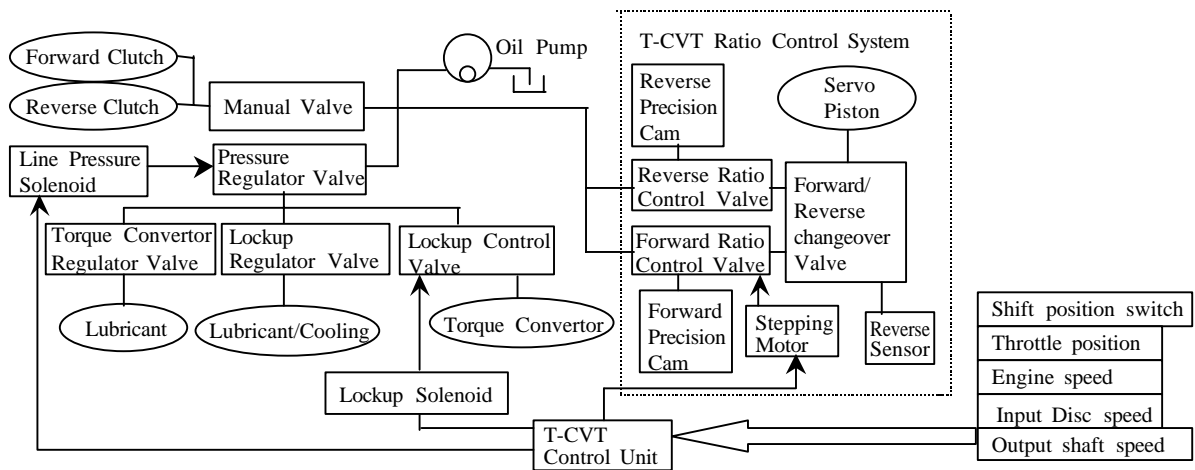 Forward Clutch
Reverse Clutch
Manual Valve
Oil Pump
Line Pressure
Solenoid
Pressure
Regulator Valve
Torque Convertor
Regulator Valve
Lockup
Regulator Valve
Lockup Control
Valve
Lubricant
Lubricant/Cooling
Torque Convertor
Lockup Solenoid
T-CVT
Control Unit
T-CVT Ratio Control System
Reverse
Precision
Cam
Servo
Piston
Reverse Ratio
Control Valve
Forward/
Reverse
changeover
Valve
Forward Ratio
Control Valve
Forward
Precision
Cam
Stepping
Motor
Reverse
Sensor
Shift position switch
Throttle position
Engine speed
Input Disc speed
Output shaft speed